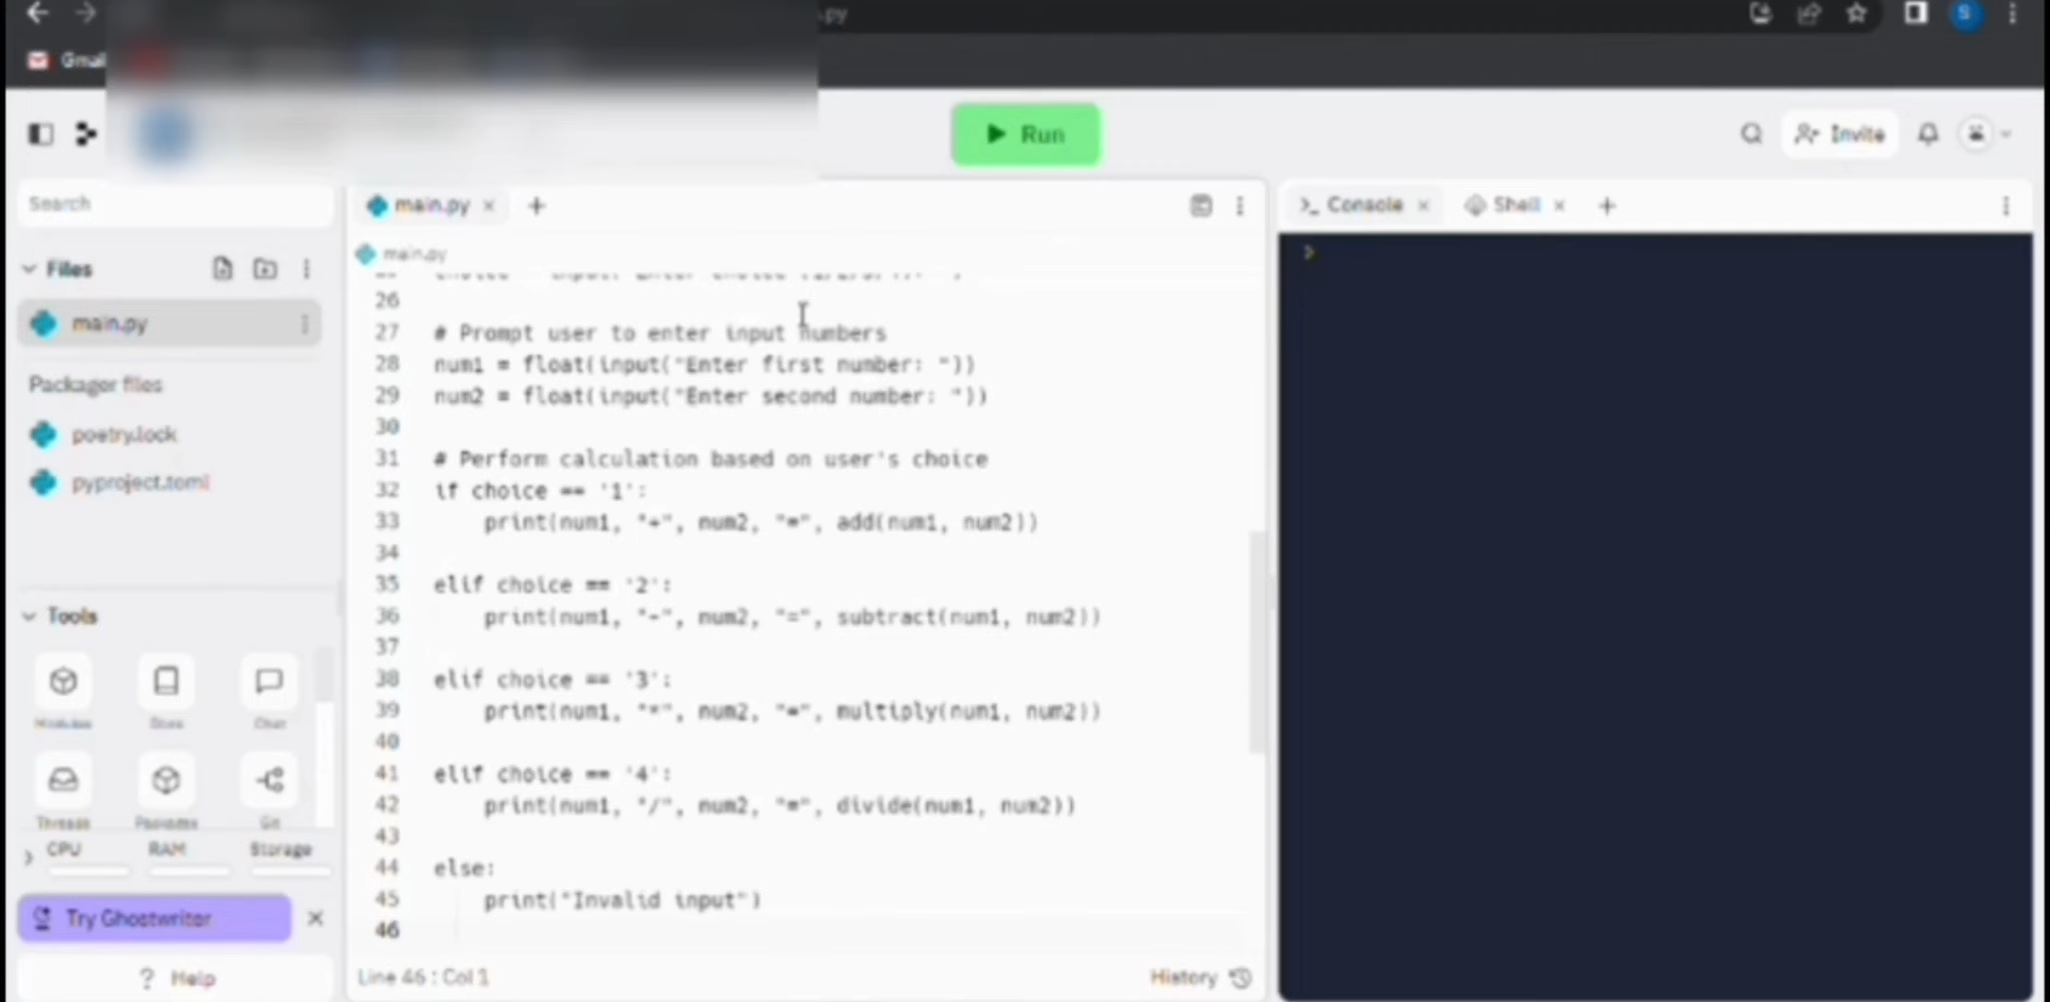 .py
Gmail
Run
Invite
S
Search
main.py
Console
Shell
Files
main.py
main.py
Packager files
poetry.lock
pyproject.toml
26
27 # Prompt user to enter input numbers
28 num1 = float(input("Enter first number: "))
29 num2 = float(input("Enter second number: "))
30
31 # Perform calculation based on user's choice
32 if choice == '1':
33 print(num1, "+", num2, "=", add(num1, num2))
34
35 elif choice == '2':
36 print(num1, "-", num2, "=", subtract(num1, num2))
37
38 elif choice == '3':
39 print(num1, "*", num2, "=", multiply(num1, num2))
40
41 elif choice == '4':
42 print(num1, "/", num2, "=", divide(num1, num2))
43
44 else:
45 print("Invalid input")
46
Tools
Docs
Chat
Threads
Packages
Git
CPU RAM Storage
Try Ghostwriter
? Help
Line 46 : Col 1
History